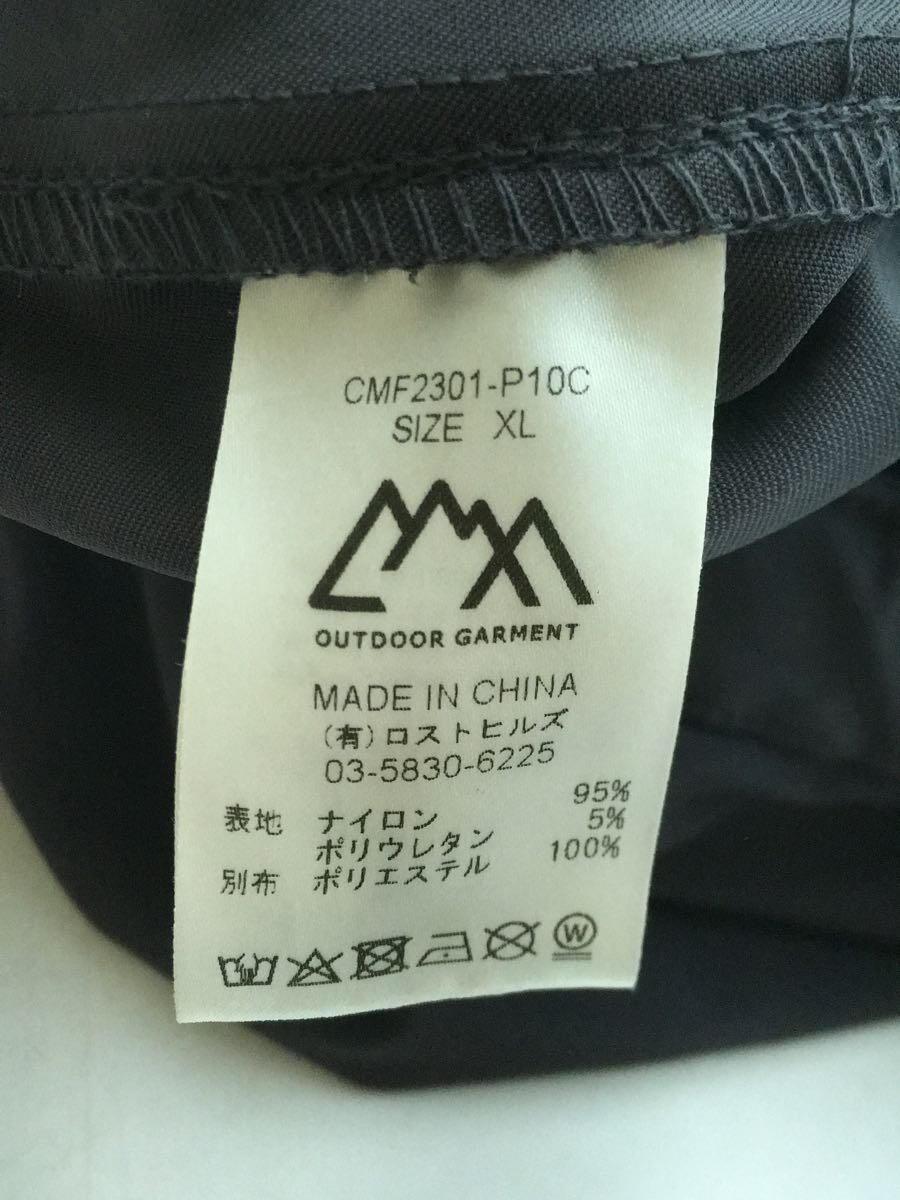 CMF2301-P10C
SIZE XL
OUTDOOR GARMENT
MADE IN CHINA
(有)ロストヒルズ
03-5830-6225
表地 ナイロン 95%
ポリウレタン 5%
別布 ポリエステル 100%
W